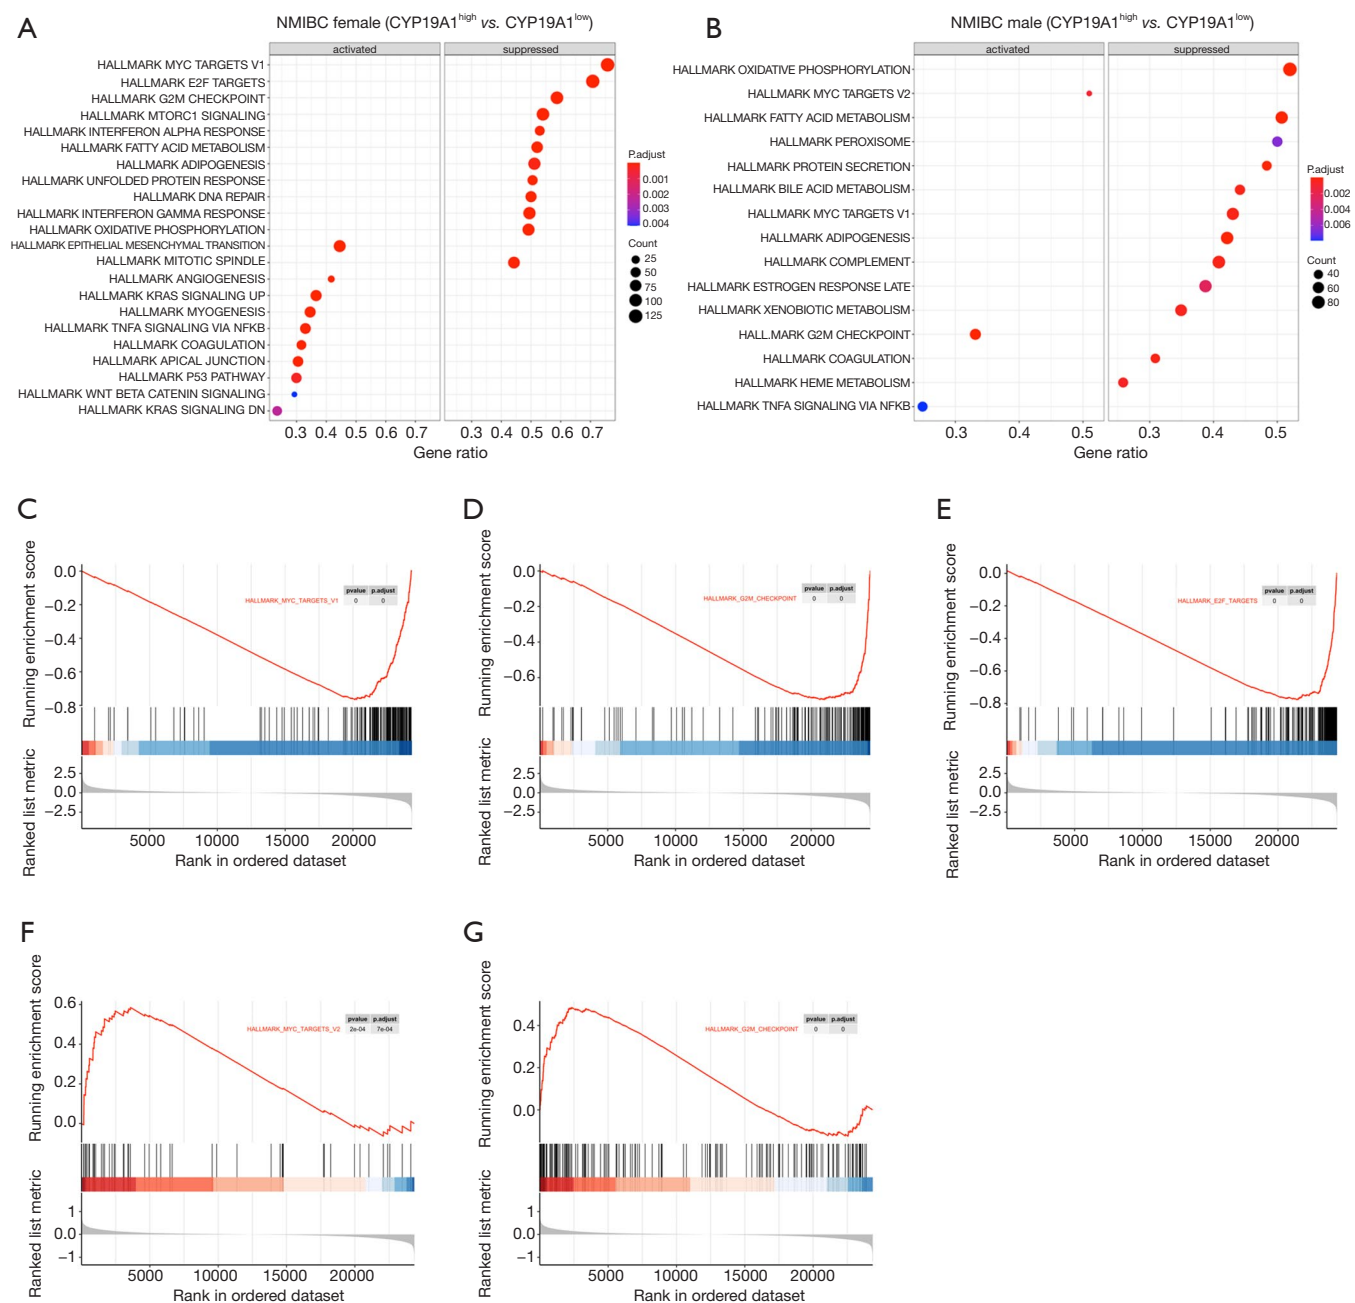 A
NMIBC female (CYP19A1high vs. CYP19A1low)
activated
suppressed
HALLMARK MYC TARGETS V1
HALLMARK E2F TARGETS
HALLMARK G2M CHECKPOINT
HALLMARK MTORC1 SIGNALING
HALLMARK INTERFERON ALPHA RESPONSE
HALLMARK FATTY ACID METABOLISM
HALLMARK ADIPOGENESIS
HALLMARK UNFOLDED PROTEIN RESPONSE
HALLMARK DNA REPAIR
HALLMARK INTERFERON GAMMA RESPONSE
HALLMARK OXIDATIVE PHOSPHORYLATION
HALLMARK EPITHELIAL MESENCHYMAL TRANSITION
HALLMARK MITOTIC SPINDLE
HALLMARK ANGIOGENESIS
HALLMARK KRAS SIGNALING UP
HALLMARK MYOGENESIS
HALLMARK TNFA SIGNALING VIA NFKB
HALLMARK COAGULATION
HALLMARK APICAL JUNCTION
HALLMARK P53 PATHWAY
HALLMARK WNT BETA CATENIN SIGNALING
HALLMARK KRAS SIGNALING DN
0.3 0.4 0.5 0.6 0.7 0.3 0.4 0.5 0.6 0.7
Gene ratio
P.adjust
0.001
0.002
0.003
0.004
Count
25
50
75
100
125
B
NMIBC male (CYP19A1high vs. CYP19A1low)
activated
suppressed
HALLMARK OXIDATIVE PHOSPHORYLATION
HALLMARK MYC TARGETS V2
HALLMARK FATTY ACID METABOLISM
HALLMARK PEROXISOME
HALLMARK PROTEIN SECRETION
HALLMARK BILE ACID METABOLISM
HALLMARK MYC TARGETS V1
HALLMARK ADIPOGENESIS
HALLMARK COMPLEMENT
HALLMARK ESTROGEN RESPONSE LATE
HALLMARK XENOBIOTIC METABOLISM
HALL.MARK G2M CHECKPOINT
HALLMARK COAGULATION
HALLMARK HEME METABOLISM
HALLMARK TNFA SIGNALING VIA NFKB
0.3 0.4 0.5 0.3 0.4 0.5
Gene ratio
P.adjust
0.002
0.004
0.006
Count
40
60
80
C
Running enrichment score
0.0
−0.2
−0.4
−0.6
−0.8
HALLMARK_MYC_TARGETS_V1
pvalue p.adjust
0 0
Ranked list metric
2.5
0.0
−2.5
5000 10000 15000 20000
Rank in ordered dataset
D
Running enrichment score
0.0
−0.2
−0.4
−0.6
HALLMARK_G2M_CHECKPOINT
pvalue p.adjust
0 0
Ranked list metric
2.5
0.0
−2.5
5000 10000 15000 20000
Rank in ordered dataset
E
Running enrichment score
0.0
−0.2
−0.4
−0.6
−0.8
HALLMARK_E2F_TARGETS
pvalue p.adjust
0 0
Ranked list metric
2.5
0.0
−2.5
5000 10000 15000 20000
Rank in ordered dataset
F
Running enrichment score
0.6
0.4
0.2
0.0
HALLMARK_MYC_TARGETS_V2
pvalue p.adjust
2e-04 7e-04
Ranked list metric
1
0.0
−1
5000 10000 15000 20000
Rank in ordered dataset
G
Running enrichment score
0.4
0.2
0.0
HALLMARK_G2M_CHECKPOINT
pvalue p.adjust
0 0
Ranked list metric
1
0.0
−1
5000 10000 15000 20000
Rank in ordered dataset